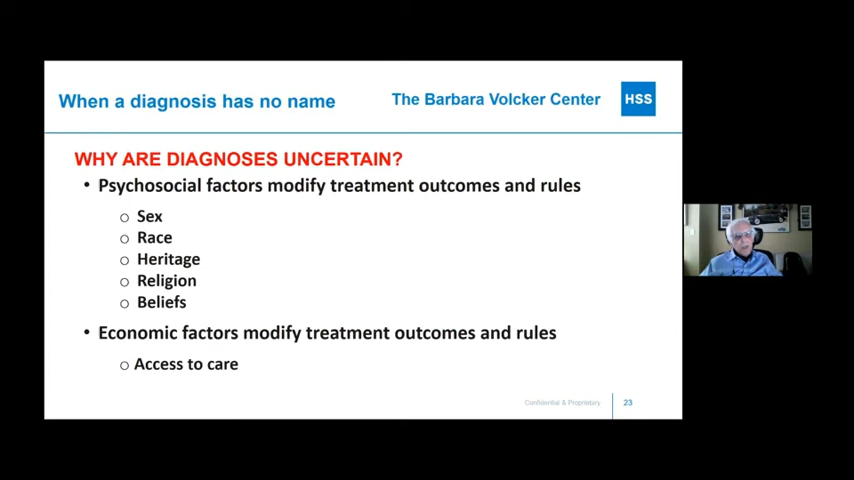 When a diagnosis has no name
The Barbara Volcker Center
HSS
WHY ARE DIAGNOSES UNCERTAIN?
• Psychosocial factors modify treatment outcomes and rules
o Sex
o Race
o Heritage
o Religion
o Beliefs
• Economic factors modify treatment outcomes and rules
o Access to care
Confidential & Proprietary
23